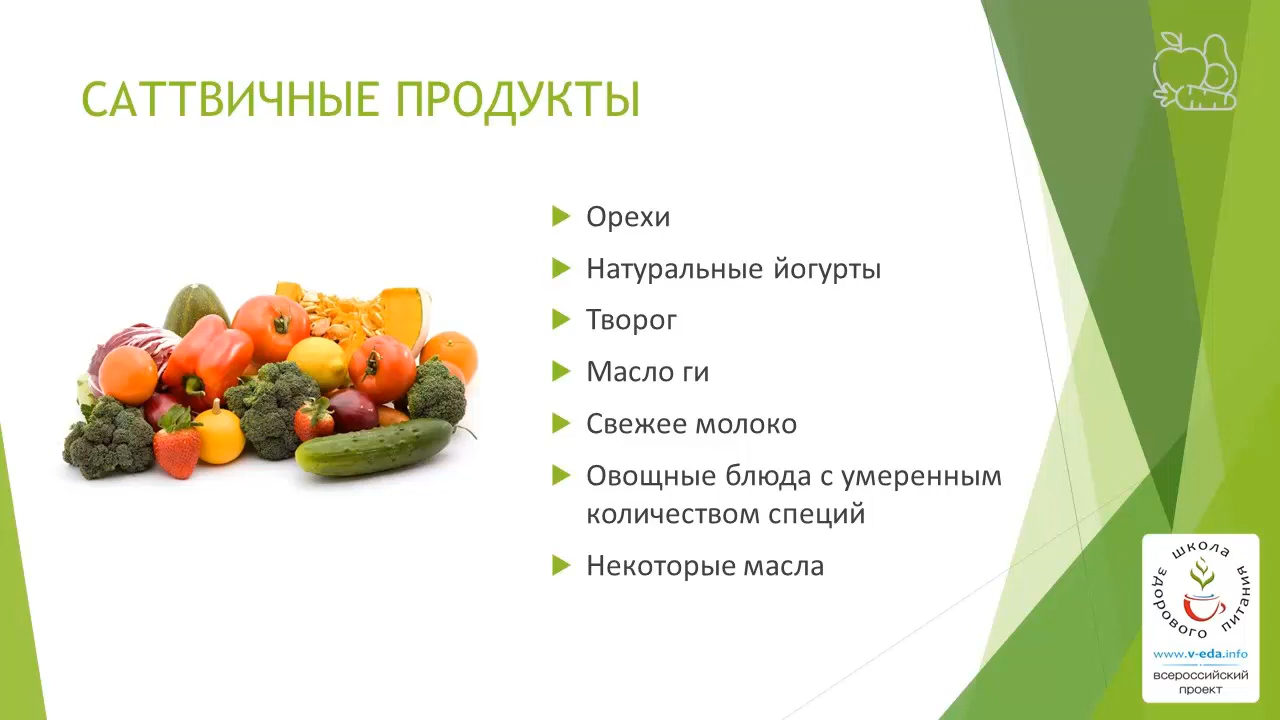 САТТВИЧНЫЕ ПРОДУКТЫ
Орехи
Натуральные йогурты
Творог
Масло ги
Свежее молоко
Овощные блюда с умеренным
количеством специй
Некоторые масла
школа
здорового питания
www.v-eda.info
всероссийский
проект